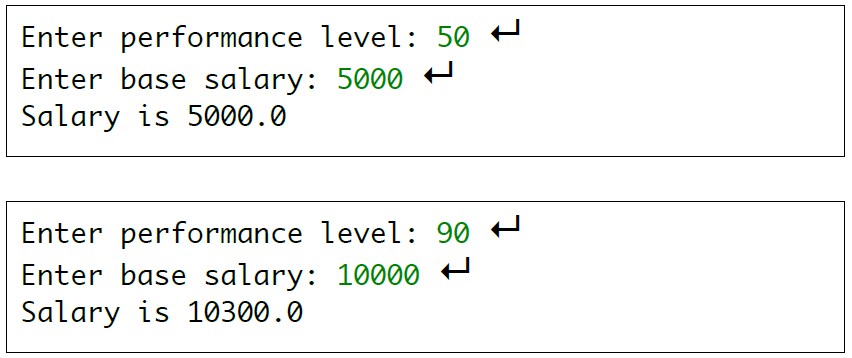 Enter performance level: 50 ↵
Enter base salary: 5000 ↵
Salary is 5000.0
Enter performance level: 90 ↵
Enter base salary: 10000 ↵
Salary is 10300.0